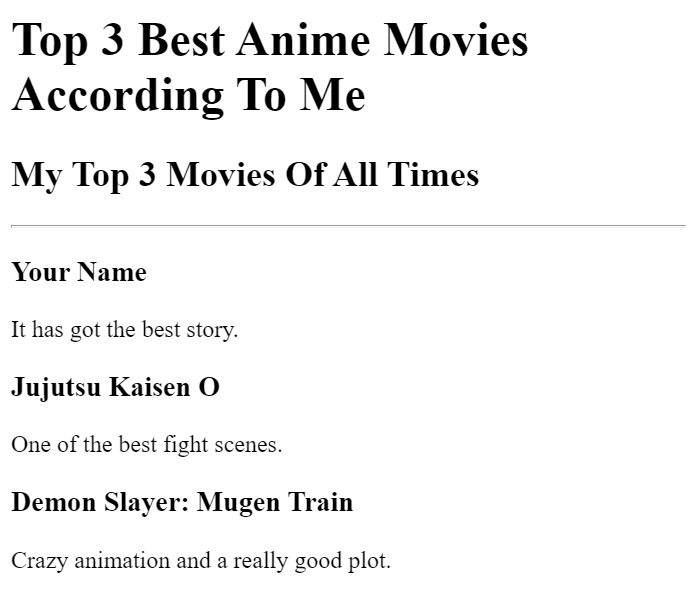 Top 3 Best Anime Movies
According To Me
My Top 3 Movies Of All Times
Your Name
It has got the best story.
Jujutsu Kaisen O
One of the best fight scenes.
Demon Slayer: Mugen Train
Crazy animation and a really good plot.